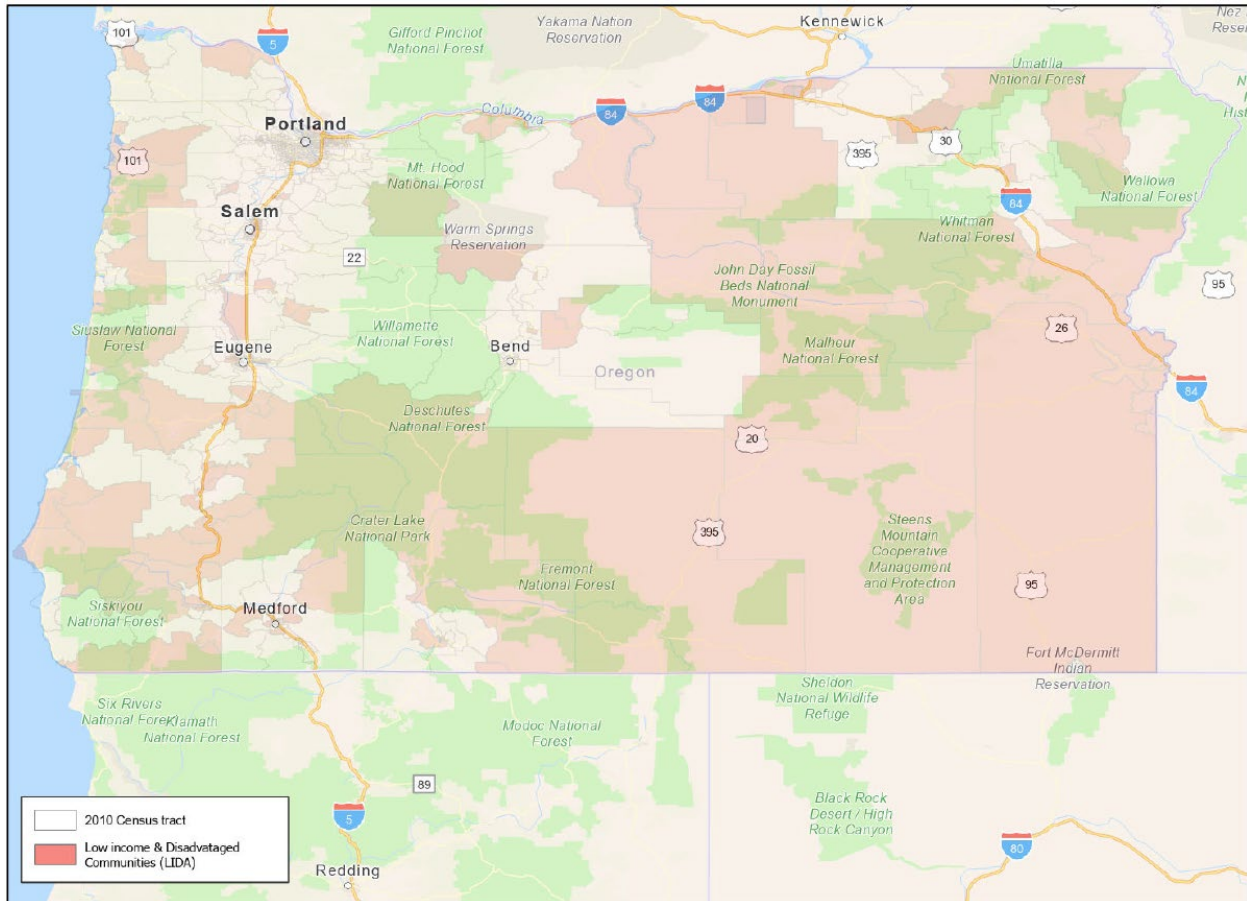 101
5
Gifford Pinchot
National Forest
Yakama Nation
Reservation
Kennewick
Nez
Rese
Umatilla
National Forest
N
Hist
84
84
Columbia
Portland
101
395
30
Mt. Hood
National Forest
Wallowa
National Forest
84
Salem
Warm Springs
Reservation
Whitman
National Forest
22
John Day Fossil
Beds National
Monument
95
Siuslaw National
Forest
Willamette
National Forest
26
Eugene
Bend
Malhour
National Forest
Oregon
84
Deschutes
National Forest
20
Crater Lake
National Park
395
Steens
Mountain
Cooperative
Management
and Protection
Area
Fremont
National Forest
95
Siskiyou
National Forest
Medford
Fort McDermitt
Indian
Reservation
Sheldon
National Wildlife
Refuge
Six Rivers
National Forest
Klamath
National Forest
Modoc National
Forest
89
Black Rock
Desert / High
Rock Canyon
5
80
Redding
2010 Census tract
Low income & Disadvataged
Communities (LIDA)